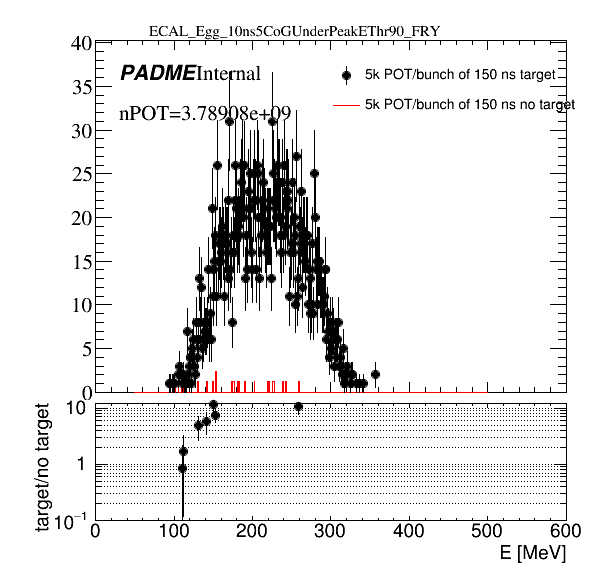 ECAL_Egg_10ns5CoGUnderPeakEThr90_FRY
40
35
30
25
20
15
10
5
0
PADME Internal
nPOT=3.78908e+09
5k POT/bunch of 150 ns target
5k POT/bunch of 150 ns no target
target/no target
10
1
10⁻¹
0 100 200 300 400 500 600
E [MeV]